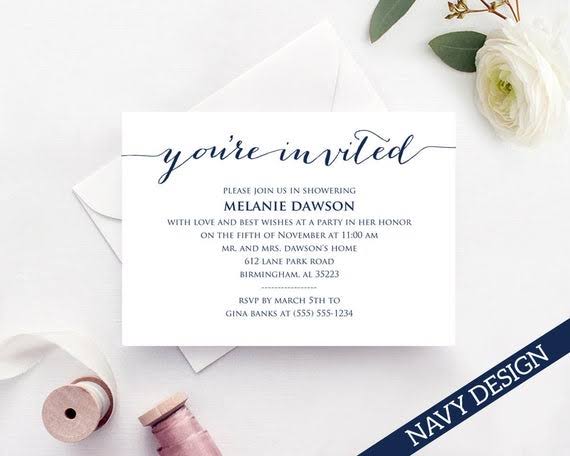 you're invited
PLEASE JOIN US IN SHOWERING
MELANIE DAWSON
WITH LOVE AND BEST WISHES AT A PARTY IN HER HONOR
ON THE FIFTH OF NOVEMBER AT 11:00 AM
MR. AND MRS. DAWSON'S HOME
612 LANE PARK ROAD
BIRMINGHAM, AL 35223
-----------------
RSVP BY MARCH 5TH TO
GINA BANKS AT (555) 555-1234
NAVY DESIGN